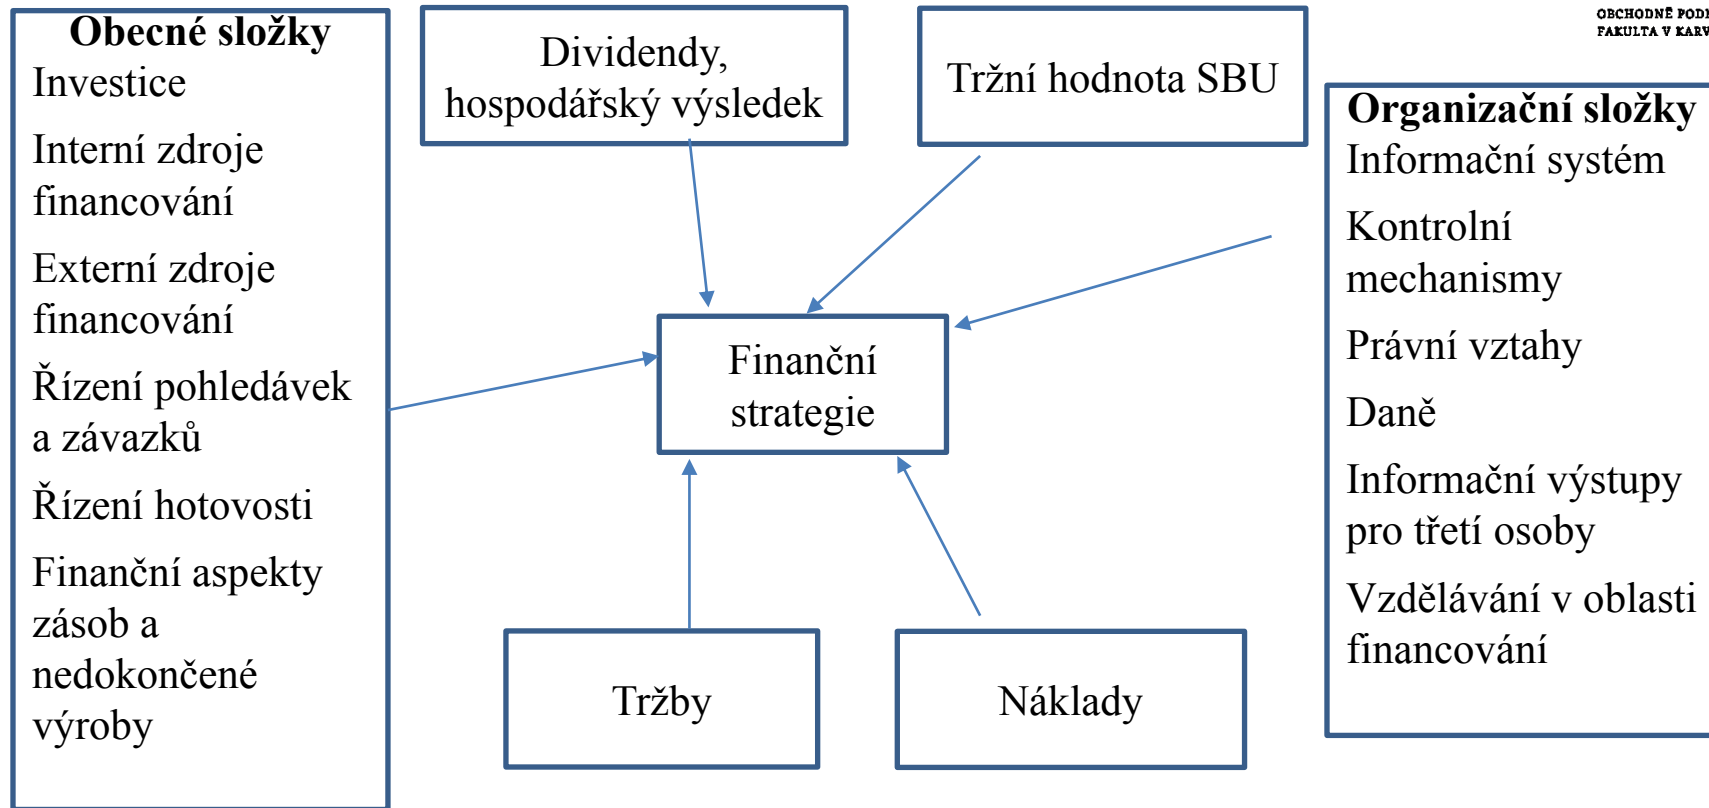 OBCHODNĚ
FAKULTA V
Obecné složky
Investice
Interní zdroje
financování
Externí zdroje
financování
Řízení pohledávek
a závazků
Řízení hotovosti
Finanční aspekty
zásob a
nedokončené
výroby
Dividendy,
hospodářský výsledek
Tržní hodnota SBU
Finanční
strategie
Tržby
Náklady
Organizační složky
Informační systém
Kontrolní
mechanismy
Právní vztahy
Daně
Informační výstupy
pro třetí osoby
Vzdělávání v oblasti
financování